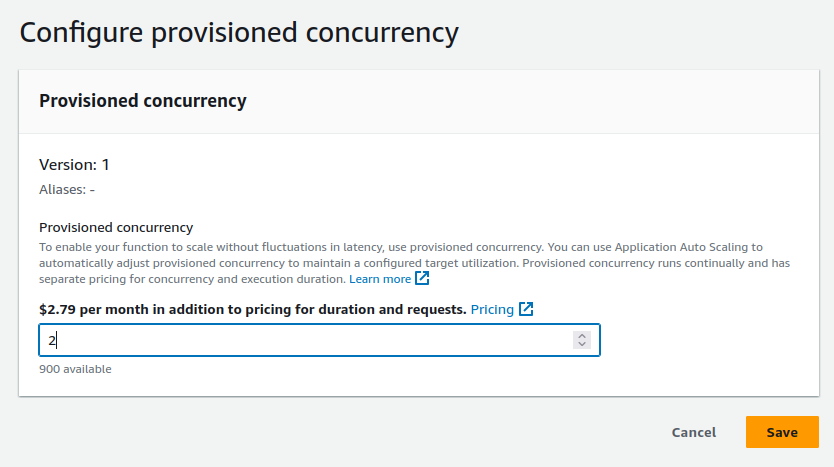 Configure provisioned concurrency
Provisioned concurrency
Version: 1
Aliases: -
Provisioned concurrency
To enable your function to scale without fluctuations in latency, use provisioned concurrency. You can use Application Auto Scaling to
automatically adjust provisioned concurrency to maintain a configured target utilization. Provisioned concurrency runs continually and has
separate pricing for concurrency and execution duration. Learn more
$2.79 per month in addition to pricing for duration and requests. Pricing
2
900 available
Cancel Save